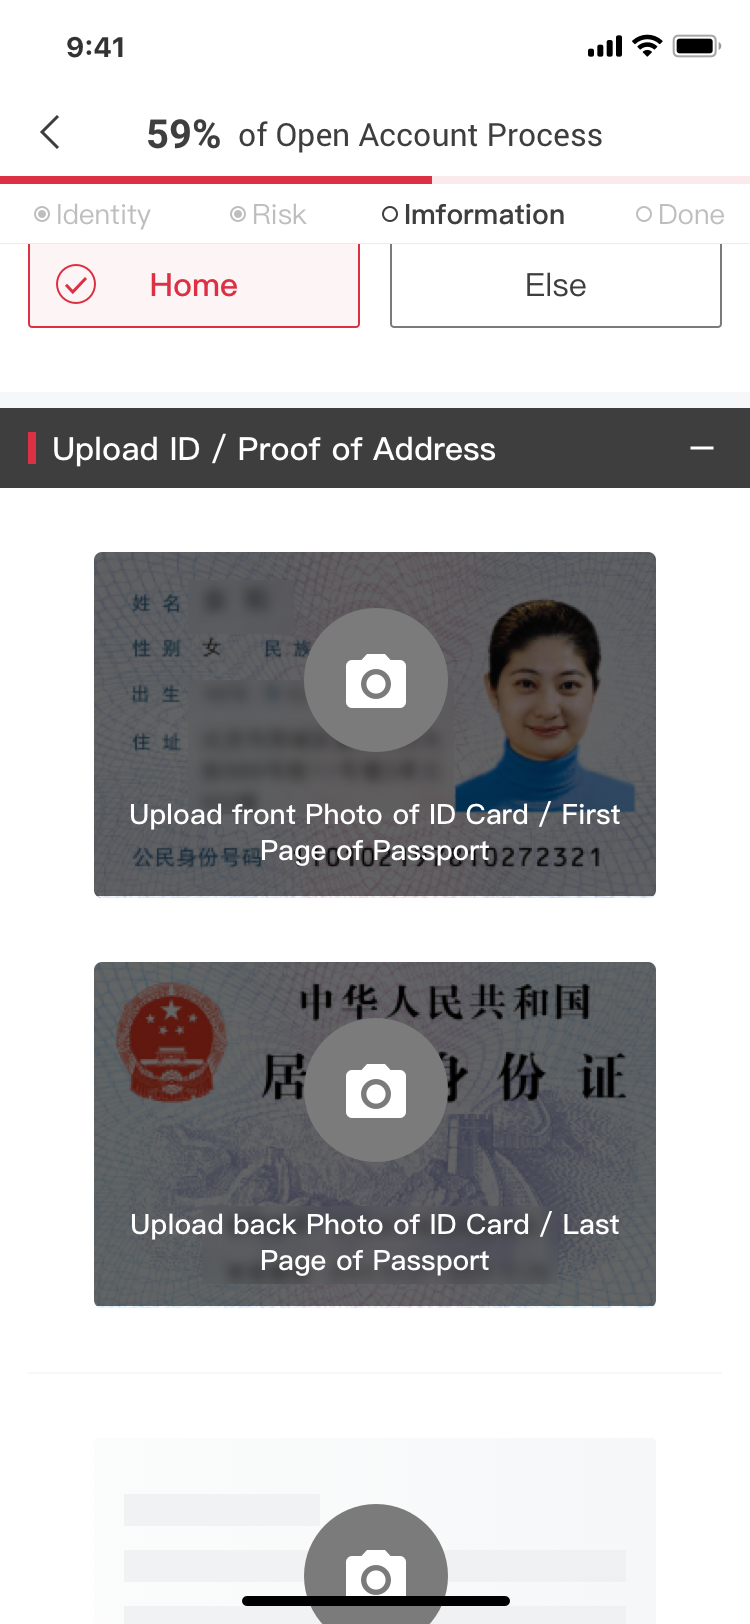 9:41
59% of Open Account Process
Identity
Risk
Imformation
Done
Home
Else
Upload ID / Proof of Address
姓 名
性 别 女 民 族
出 生
住 址
Upload front Photo of ID Card / First
Page of Passport
公民身份号码
中华人民共和国
居 身 份 证
Upload back Photo of ID Card / Last
Page of Passport